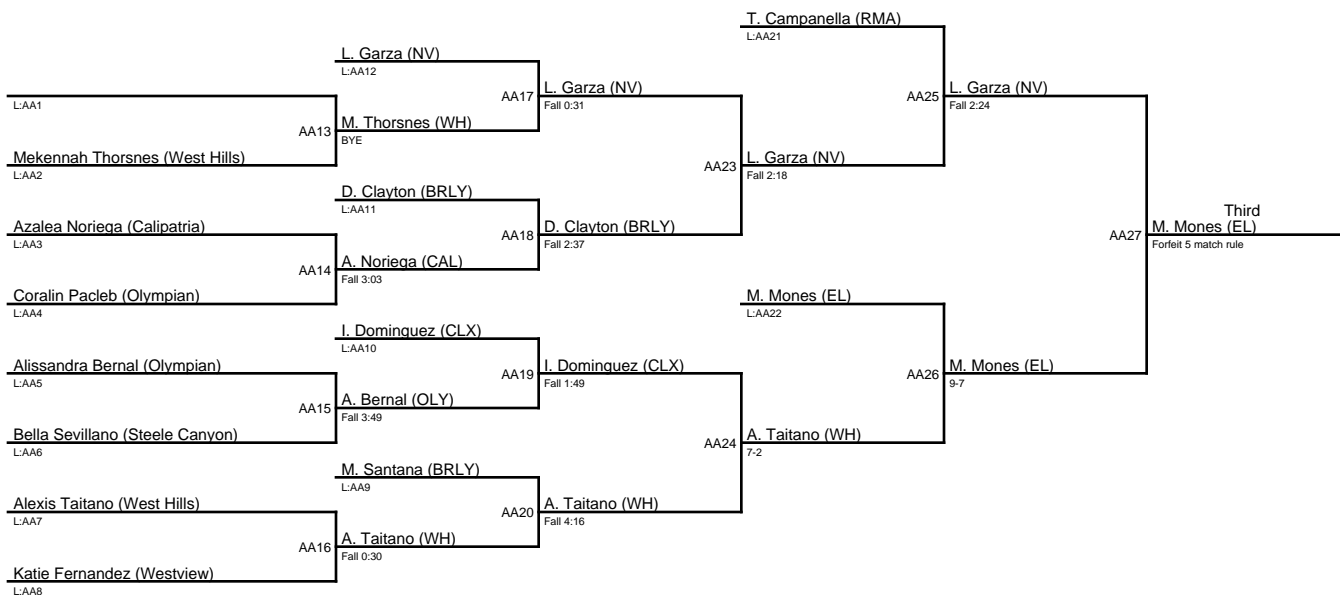 T. Campanella (RMA)
L:AA21
L. Garza (NV)
L:AA12
L:AA1
AA17
L. Garza (NV)
Fall 0:31
AA25
L. Garza (NV)
Fall 2:24
AA13
M. Thorsnes (WH)
BYE
Mekennah Thorsnes (West Hills)
L:AA2
AA23
L. Garza (NV)
Fall 2:18
D. Clayton (BRLY)
L:AA11
Azalea Noriega (Calipatria)
L:AA3
AA18
D. Clayton (BRLY)
Fall 2:37
AA27
Third
M. Mones (EL)
Forfeit 5 match rule
AA14
A. Noriega (CAL)
Fall 3:03
Coralin Pacleb (Olympian)
L:AA4
M. Mones (EL)
L:AA22
I. Dominguez (CLX)
L:AA10
Alissandra Bernal (Olympian)
L:AA5
AA19
I. Dominguez (CLX)
Fall 1:49
AA26
M. Mones (EL)
9-7
AA15
A. Bernal (OLY)
Fall 3:49
Bella Sevillano (Steele Canyon)
L:AA6
AA24
A. Taitano (WH)
7-2
M. Santana (BRLY)
L:AA9
Alexis Taitano (West Hills)
L:AA7
AA20
A. Taitano (WH)
Fall 4:16
AA16
A. Taitano (WH)
Fall 0:30
Katie Fernandez (Westview)
L:AA8